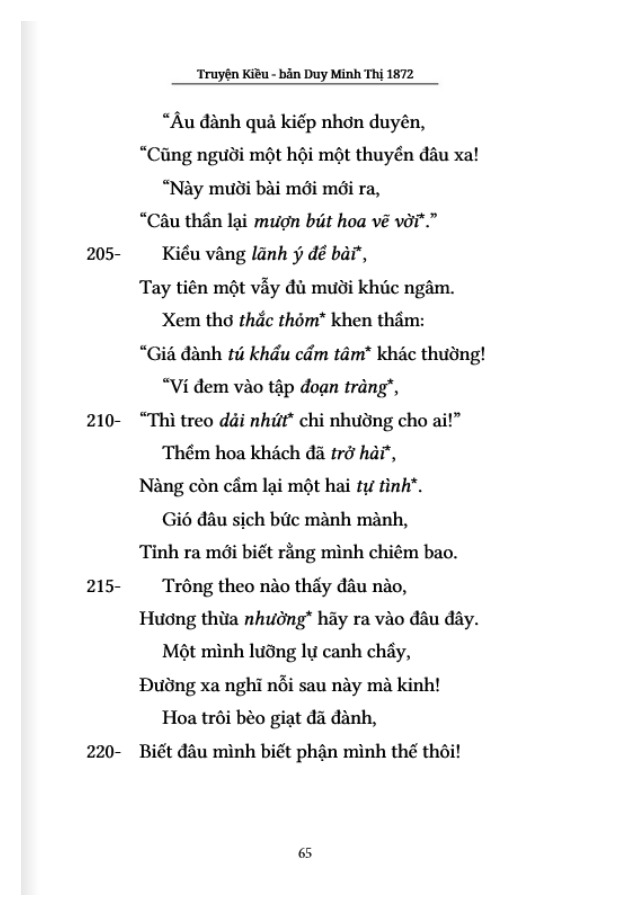 Truyện Kiều - bản Duy Minh Thị 1872
“Âu đành quả kiếp nhơn duyên,
“Cũng người một hội một thuyền đâu xa!
“Này mười bài mới mới ra,
“Câu thần lại mượn bút hoa vẽ vời*.”
205- Kiều vâng lãnh ý đề bài*,
Tay tiên một vẫy đủ mười khúc ngâm.
Xem thơ thắc thỏm* khen thầm:
“Giá đành tú khẩu cẩm tâm* khác thường!
“Ví đem vào tập đoạn tràng*,
210- “Thì treo dải nhứt* chi nhường cho ai!”
Thềm hoa khách đã trở hài*,
Nàng còn cầm lại một hai tự tình*.
Gió đâu sịch bức mành mành,
Tỉnh ra mới biết rằng mình chiêm bao.
215- Trông theo nào thấy đâu nào,
Hương thừa nhường* hãy ra vào đâu đây.
Một mình lưỡng lự canh chầy,
Đường xa nghĩ nỗi sau này mà kinh!
Hoa trôi bèo giạt đã đành,
220- Biết đâu mình biết phận mình thế thôi!
65